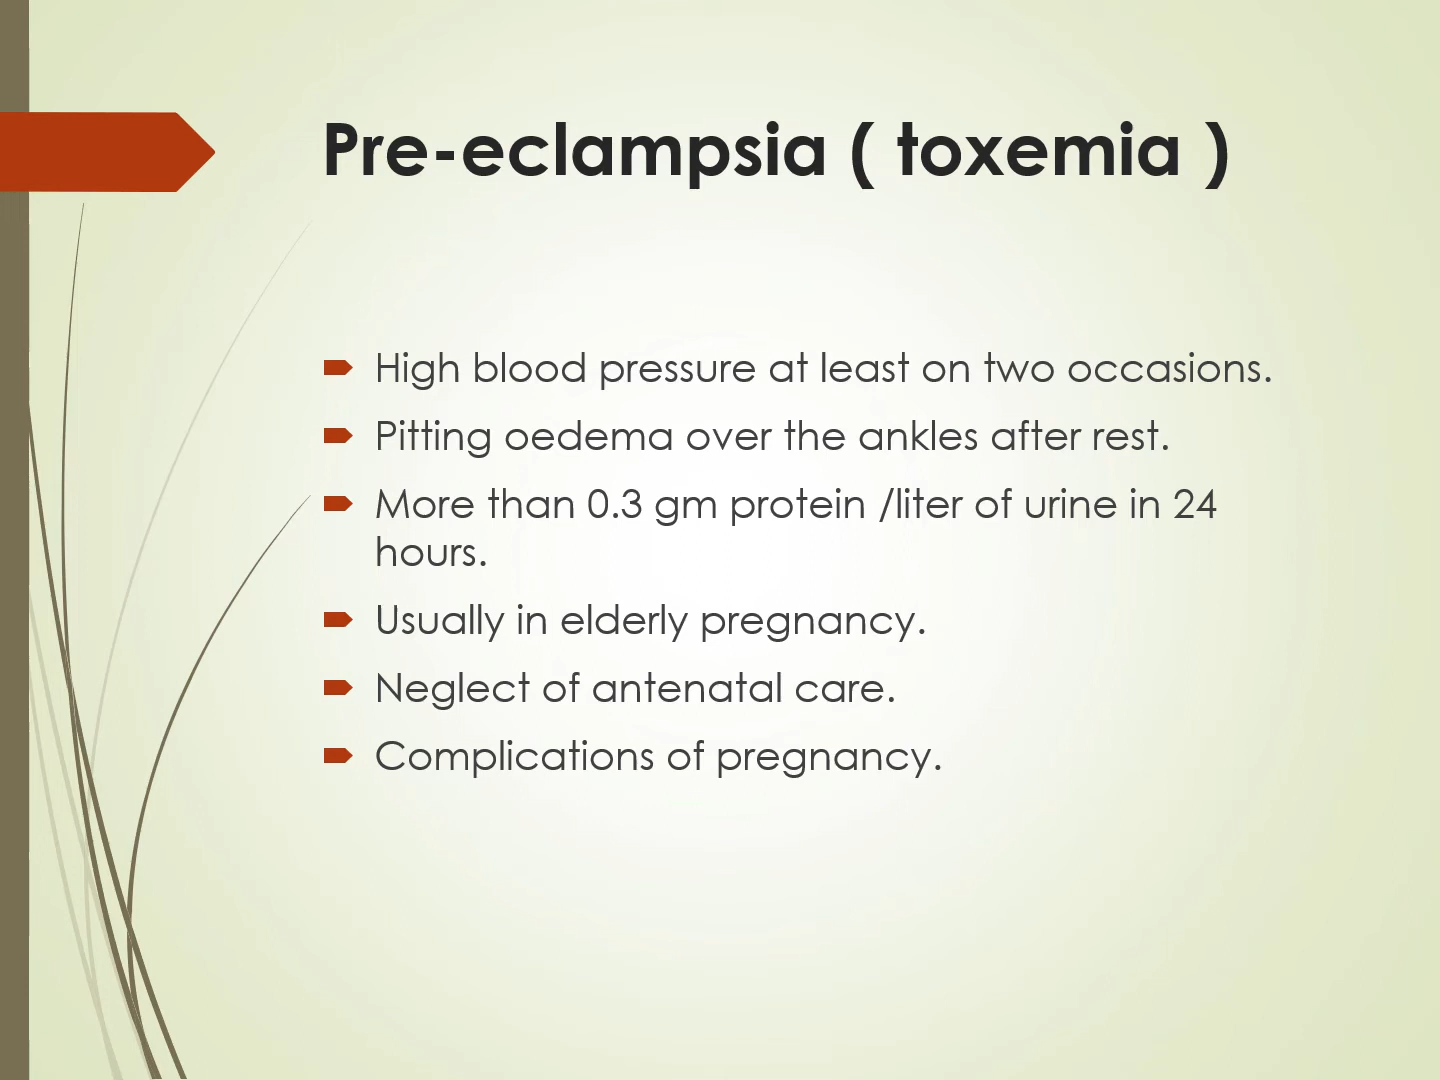 Pre-eclampsia ( toxemia )
High blood pressure at least on two occasions.
Pitting oedema over the ankles after rest.
More than 0.3 gm protein /liter of urine in 24
hours.
Usually in elderly pregnancy.
Neglect of antenatal care.
Complications of pregnancy.